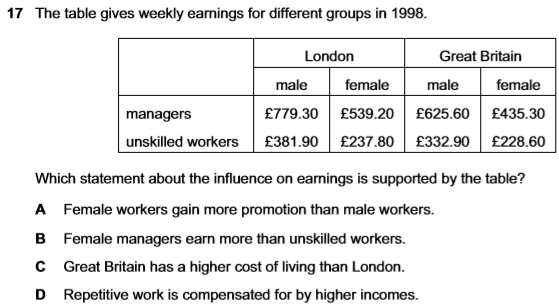 17 The table gives weekly earnings for different groups in 1998.
London Great Britain
male female male female
managers £779.30 £539.20 £625.60 £435.30
unskilled workers £381.90 £237.80 £332.90 £228.60
Which statement about the influence on earnings is supported by the table?
A Female workers gain more promotion than male workers.
B Female managers earn more than unskilled workers.
C Great Britain has a higher cost of living than London.
D Repetitive work is compensated for by higher incomes.